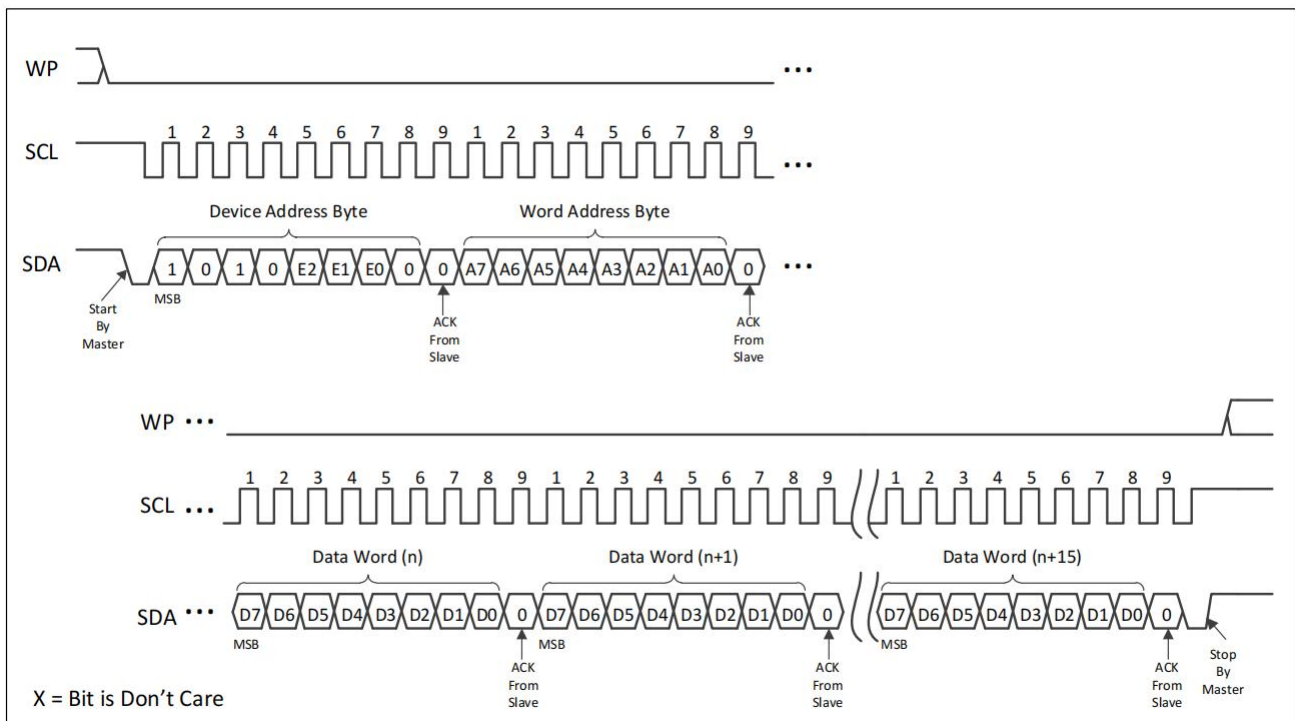 WP
...
1 2 3 4 5 6 7 8 9 1 2 3 4 5 6 7 8 9
SCL
...
Device Address Byte Word Address Byte
SDA
1 0 1 0 E2 E1 E0 0 0 A7 A6 A5 A4 A3 A2 A1 A0 0 ...
MSB
Start
By
Master
ACK
From
Slave
ACK
From
Slave
WP ...
1 2 3 4 5 6 7 8 9 1 2 3 4 5 6 7 8 9 1 2 3 4 5 6 7 8 9
SCL ...
Data Word (n) Data Word (n+1) Data Word (n+15)
SDA ... D7 D6 D5 D4 D3 D2 D1 D0 0 D7 D6 D5 D4 D3 D2 D1 D0 0 D7 D6 D5 D4 D3 D2 D1 D0 0
MSB MSB MSB
ACK
From
Slave
ACK
From
Slave
ACK
From
Slave
Stop
By
Master
X = Bit is Don’t Care